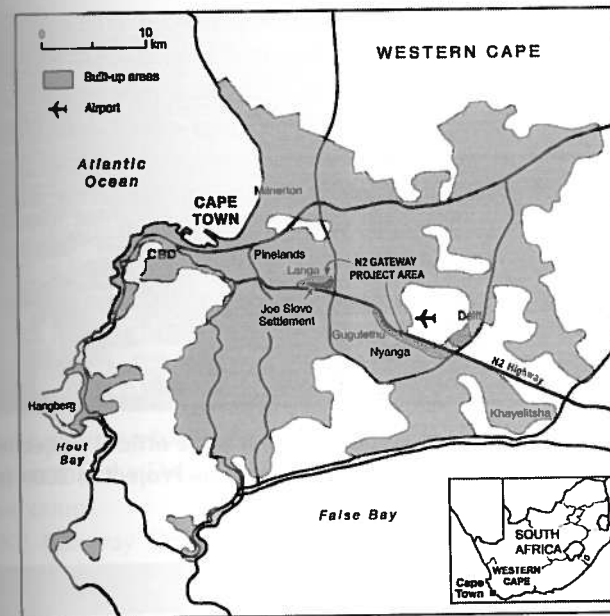 0 10
km
Built-up areas
Airport
WESTERN CAPE
Atlantic
Ocean
CAPE
TOWN
Milnerton
CBD
Pinelands
Langa
N2 GATEWAY
PROJECT AREA
Joe Slovo
Settlement
Gugulethu
Delft
Nyanga
N2 Highway
Hangberg
Khayelitsha
Hout
Bay
False Bay
SOUTH
AFRICA
WESTERN
CAPE
Cape
Town